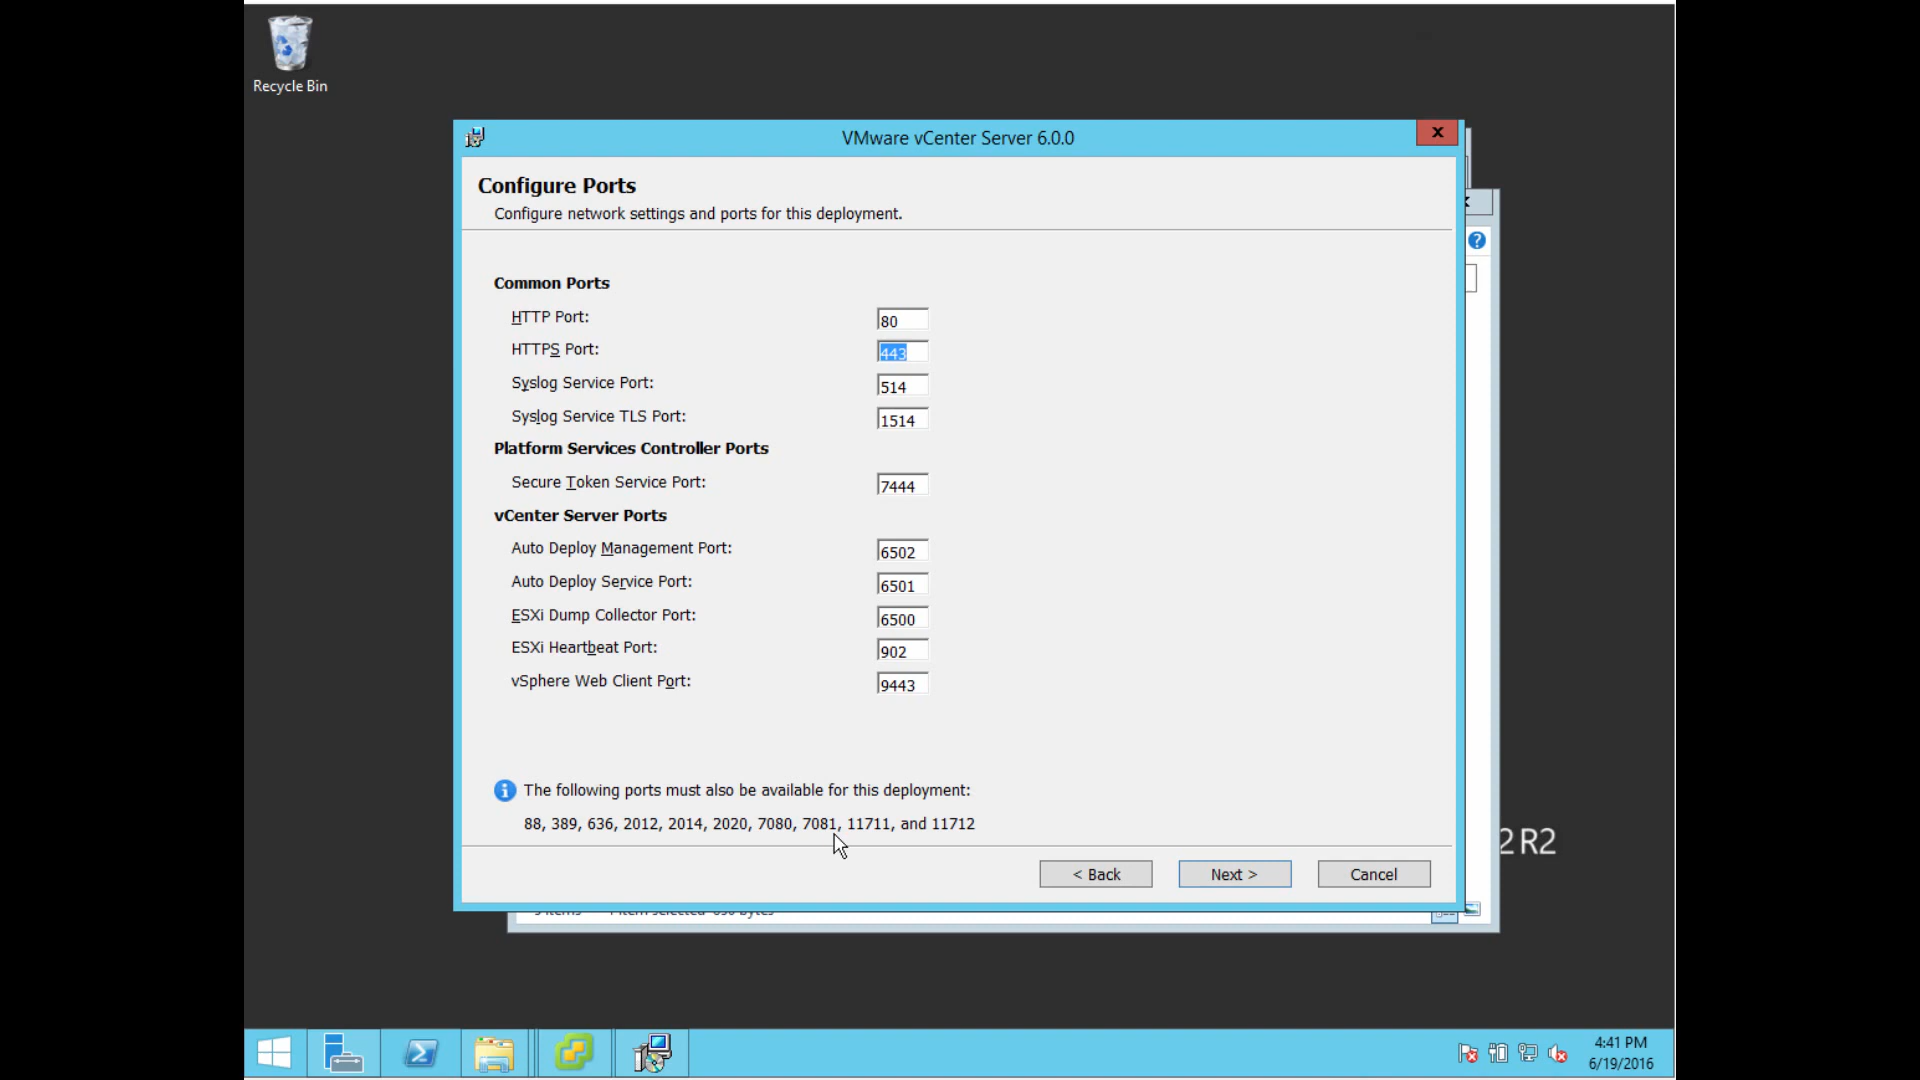 Recycle Bin
VMware vCenter Server 6.0.0
x
Configure Ports
Configure network settings and ports for this deployment.
Common Ports
HTTP Port: 80
HTTPS Port: 443
Syslog Service Port: 514
Syslog Service TLS Port: 1514
Platform Services Controller Ports
Secure Token Service Port: 7444
vCenter Server Ports
Auto Deploy Management Port: 6502
Auto Deploy Service Port: 6501
ESXi Dump Collector Port: 6500
ESXi Heartbeat Port: 902
vSphere Web Client Port: 9443
The following ports must also be available for this deployment:
88, 389, 636, 2012, 2014, 2020, 7080, 7081, 11711, and 11712
2 R2
< Back Next > Cancel
4:41 PM
6/19/2016